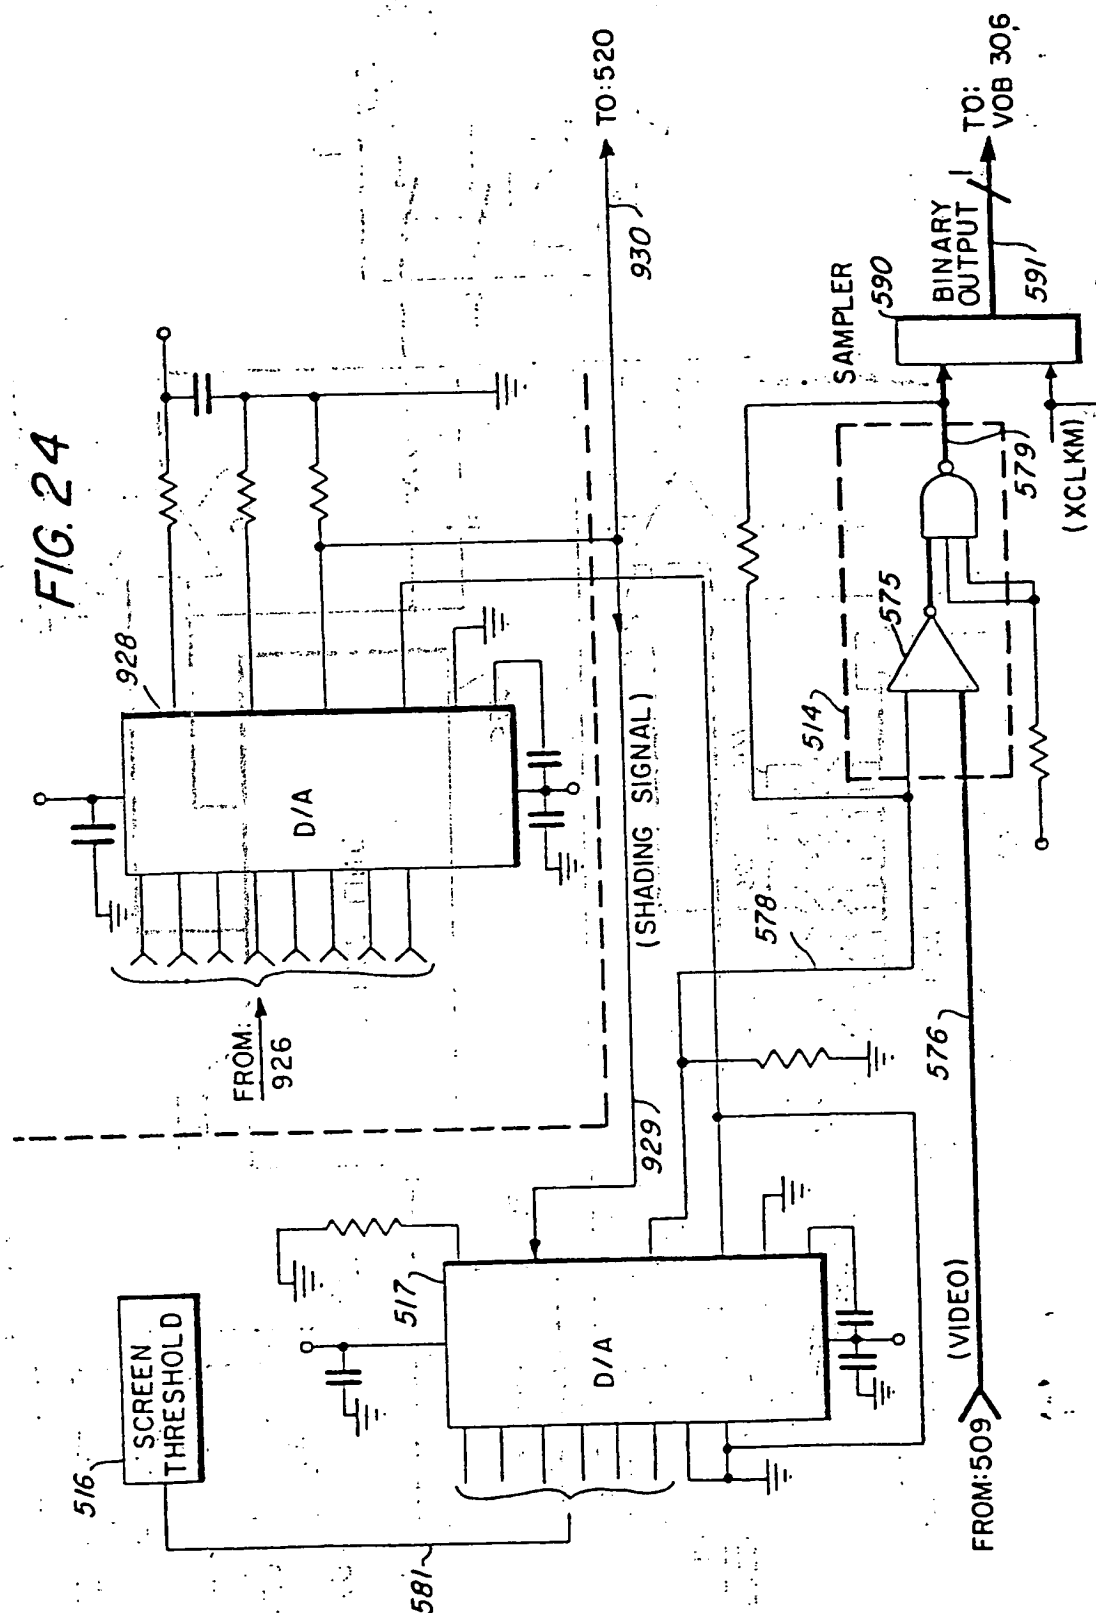 FIG. 24
928
D/A
FROM:
926
TO:520
930
(SHADING SIGNAL)
929
516
SCREEN
THRESHOLD
581
517
D/A
578
514
575
579
SAMPLER
590
BINARY
OUTPUT
591
1
TO:
VOB 306
(XCLKM)
576
(VIDEO)
FROM:509